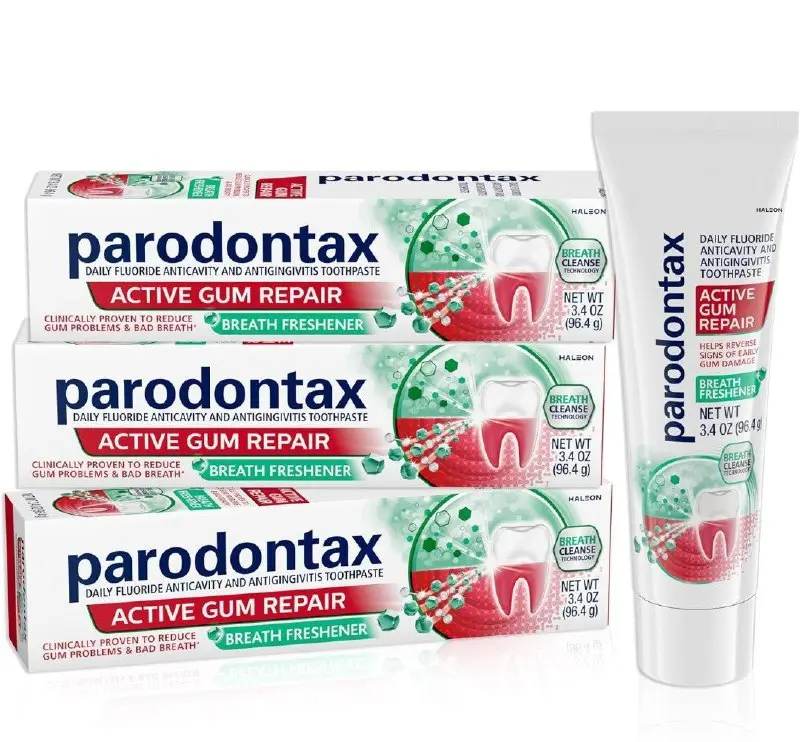 parodontax
HALEON
parodontax
DAILY FLUORIDE ANTICAVITY AND ANTIGINGIVITIS TOOTHPASTE
ACTIVE GUM REPAIR
CLINICALLY PROVEN TO REDUCE
GUM PROBLEMS & BAD BREATH*
BREATH FRESHENER
BREATH
CLEANSE
TECHNOLOGY
NET WT
3.4 OZ
(96.4 g)
HALEON
parodontax
DAILY FLUORIDE ANTICAVITY AND ANTIGINGIVITIS TOOTHPASTE
ACTIVE GUM REPAIR
CLINICALLY PROVEN TO REDUCE
GUM PROBLEMS & BAD BREATH*
BREATH FRESHENER
BREATH
CLEANSE
TECHNOLOGY
NET WT
3.4 OZ
(96.4 g)
HALEON
parodontax
DAILY FLUORIDE ANTICAVITY AND ANTIGINGIVITIS TOOTHPASTE
ACTIVE GUM REPAIR
CLINICALLY PROVEN TO REDUCE
GUM PROBLEMS & BAD BREATH*
BREATH FRESHENER
BREATH
CLEANSE
TECHNOLOGY
NET WT
3.4 OZ
(96.4 g)
HALEON
parodontax
DAILY FLUORIDE
ANTICAVITY AND
ANTIGINGIVITIS
TOOTHPASTE
ACTIVE
GUM
REPAIR
HELPS REVERSE
SIGNS OF EARLY
GUM DAMAGE
BREATH
FRESHENER
NET WT
3.4 OZ (96.4 g)
BREATH
CLEANSE
TECHNOLOGY